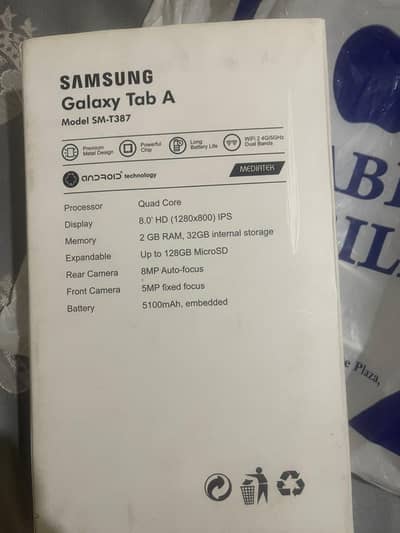 SAMSUNG
Galaxy Tab A
Model SM-T387
Premium Metal Design
Powerful Chip
Long Battery Life
WiFi 2.4G/5GHz Dual Bands
ANDROID technology
MEDIATEK
Processor Quad Core
Display 8.0' HD (1280x800) IPS
Memory 2 GB RAM, 32GB internal storage
Expandable Up to 128GB MicroSD
Rear Camera 8MP Auto-focus
Front Camera 5MP fixed focus
Battery 5100mAh, embedded
Plaza,